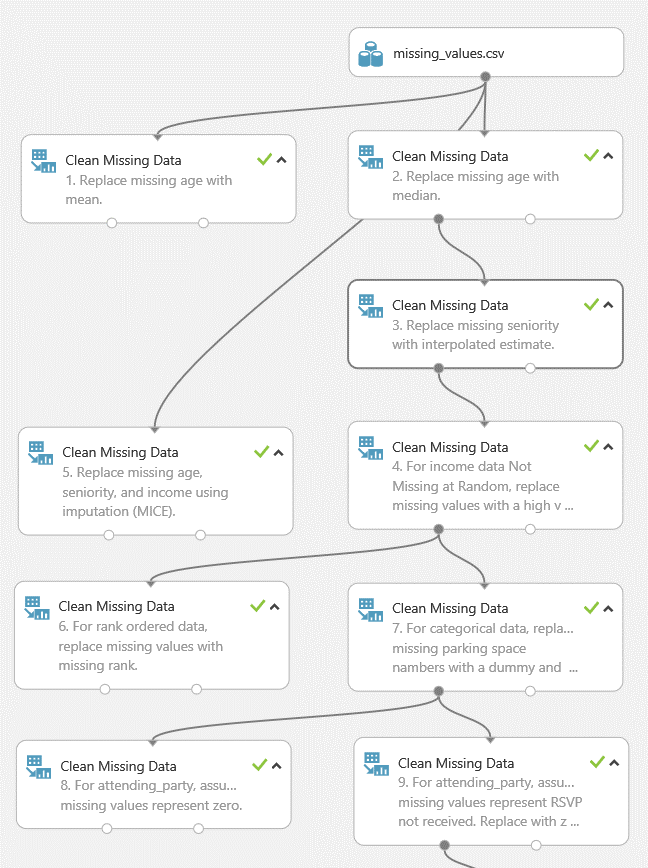 missing_values.csv
Clean Missing Data
1. Replace missing age with
mean.
Clean Missing Data
2. Replace missing age with
median.
Clean Missing Data
3. Replace missing seniority
with interpolated estimate.
Clean Missing Data
4. For income data Not
Missing at Random, replace
missing values with a high v ...
Clean Missing Data
5. Replace missing age,
seniority, and income using
imputation (MICE).
Clean Missing Data
6. For rank ordered data,
replace missing values with
missing rank.
Clean Missing Data
7. For categorical data, repla...
missing parking space
nambers with a dummy and ...
Clean Missing Data
8. For attending_party, assu...
missing values represent zero.
Clean Missing Data
9. For attending_party, assu...
missing values represent RSVP
not received. Replace with z ...